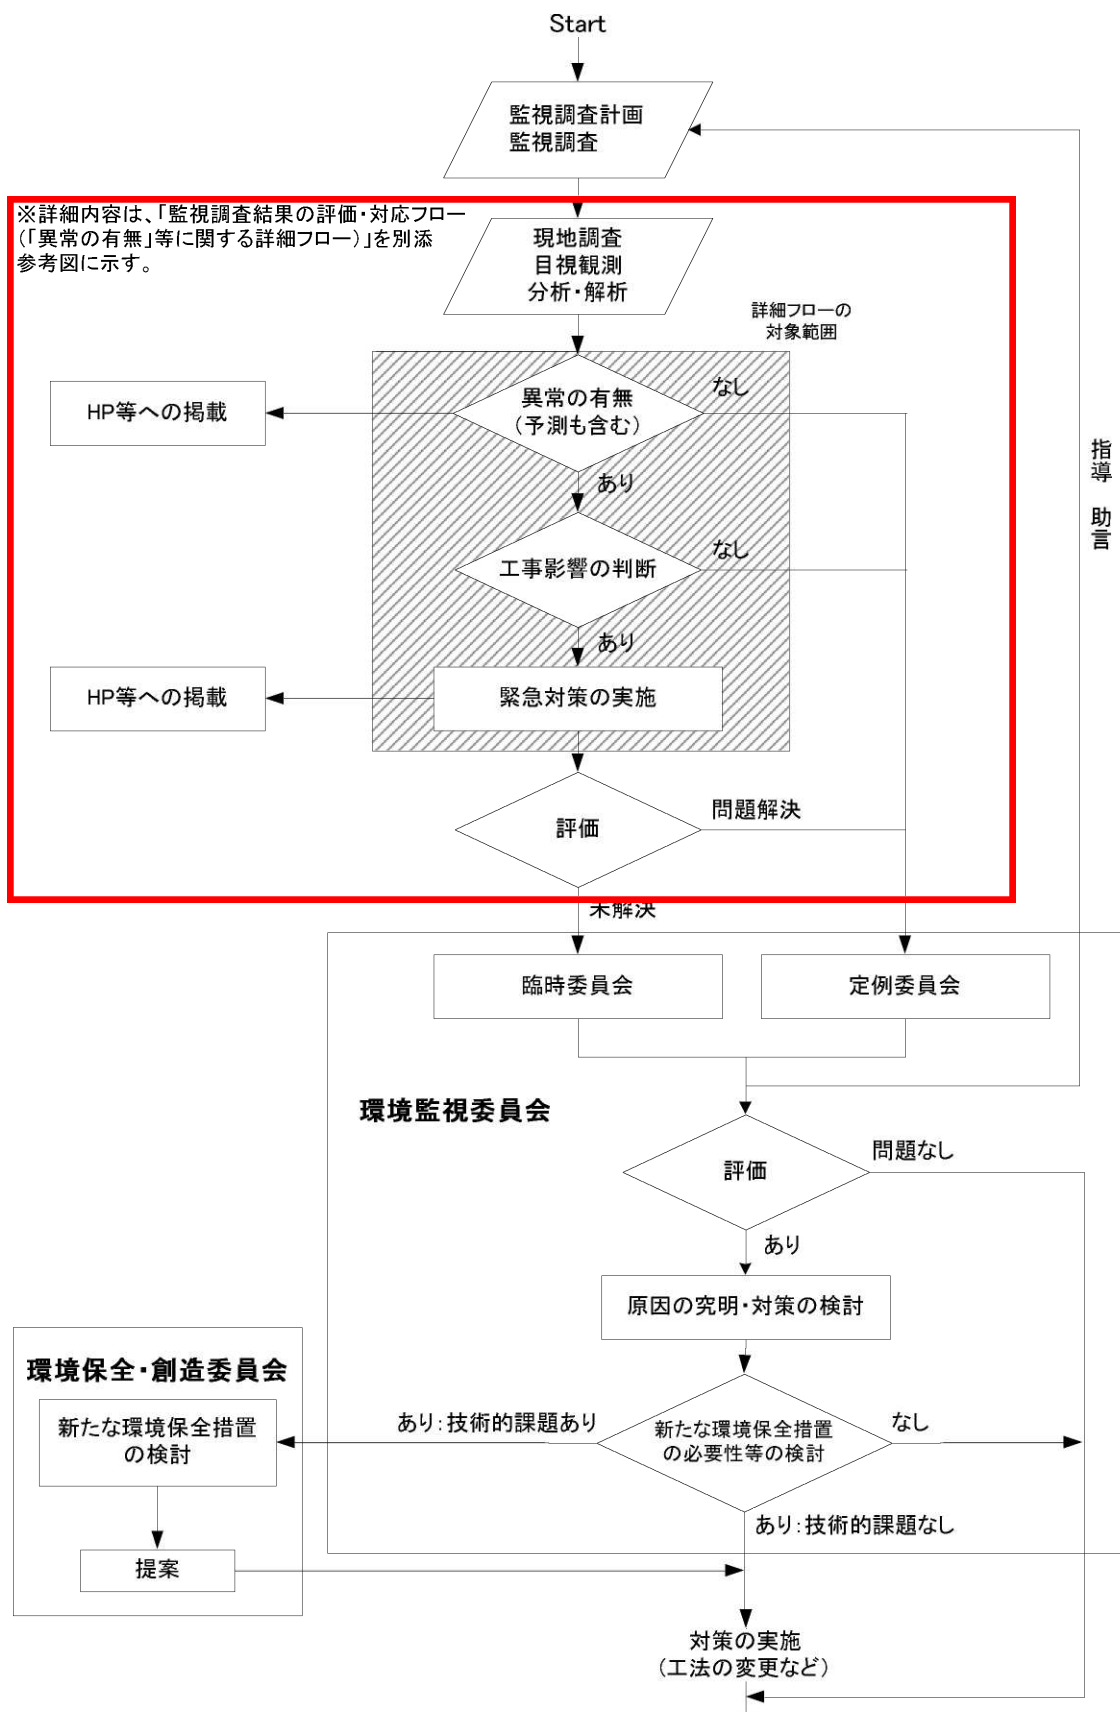 Start
監視調査計画
監視調査
※詳細内容は、「監視調査結果の評価・対応フロー
（「異常の有無」等に関する詳細フロー）」を別添
参考図に示す。
現地調査
目視観測
分析・解析
詳細フローの
対象範囲
異常の有無
（予測も含む）
なし
HP等への掲載
あり
工事影響の判断
なし
あり
緊急対策の実施
HP等への掲載
評価
問題解決
未解決
指導　助言
臨時委員会
定例委員会
環境監視委員会
評価
問題なし
あり
原因の究明・対策の検討
新たな環境保全措置
の必要性等の検討
あり：技術的課題あり
なし
あり：技術的課題なし
環境保全・創造委員会
新たな環境保全措置
の検討
提案
対策の実施
（工法の変更など）